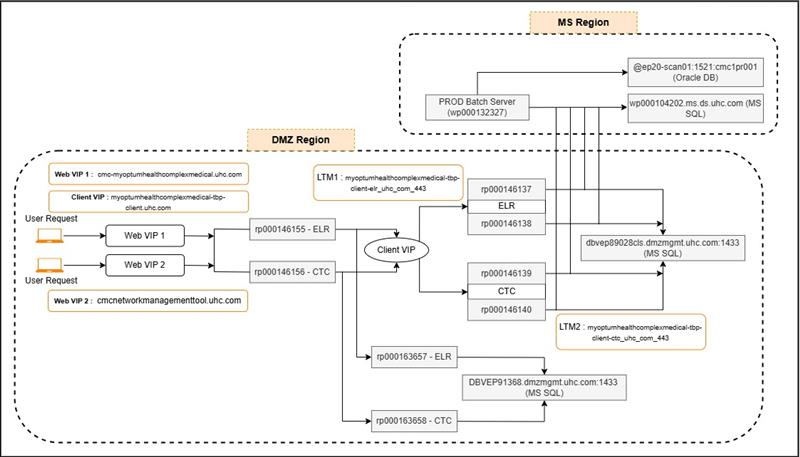 MS Region
@ep20-scan01:1521:cmc1pr001
(Oracle DB)
PROD Batch Server
(wp000132327)
wp000104202.ms.ds.uhc.com (MS
SQL)
DMZ Region
Web VIP 1 : cmc-myoptumhealthcomplexmedical.uhc.com
Client VIP : myoptumhealthcomplexmedical-tbp-
client.uhc.com
LTM1 : myoptumhealthcomplexmedical-tbp-
client-elr_uhc_com_443
User Request
Web VIP 1
Web VIP 2
User Request
Web VIP 2 : cmcnetworkmanagementtool.uhc.com
rp000146155 - ELR
rp000146156 - CTC
Client VIP
rp000146137
ELR
rp000146138
rp000146139
CTC
rp000146140
dbvep89028cls.dmzmgmt.uhc.com:1433
(MS SQL)
LTM2 : myoptumhealthcomplexmedical-tbp-
client-ctc_uhc_com_443
rp000163657 - ELR
DBVEP91368.dmzmgmt.uhc.com:1433
(MS SQL)
rp000163658 - CTC